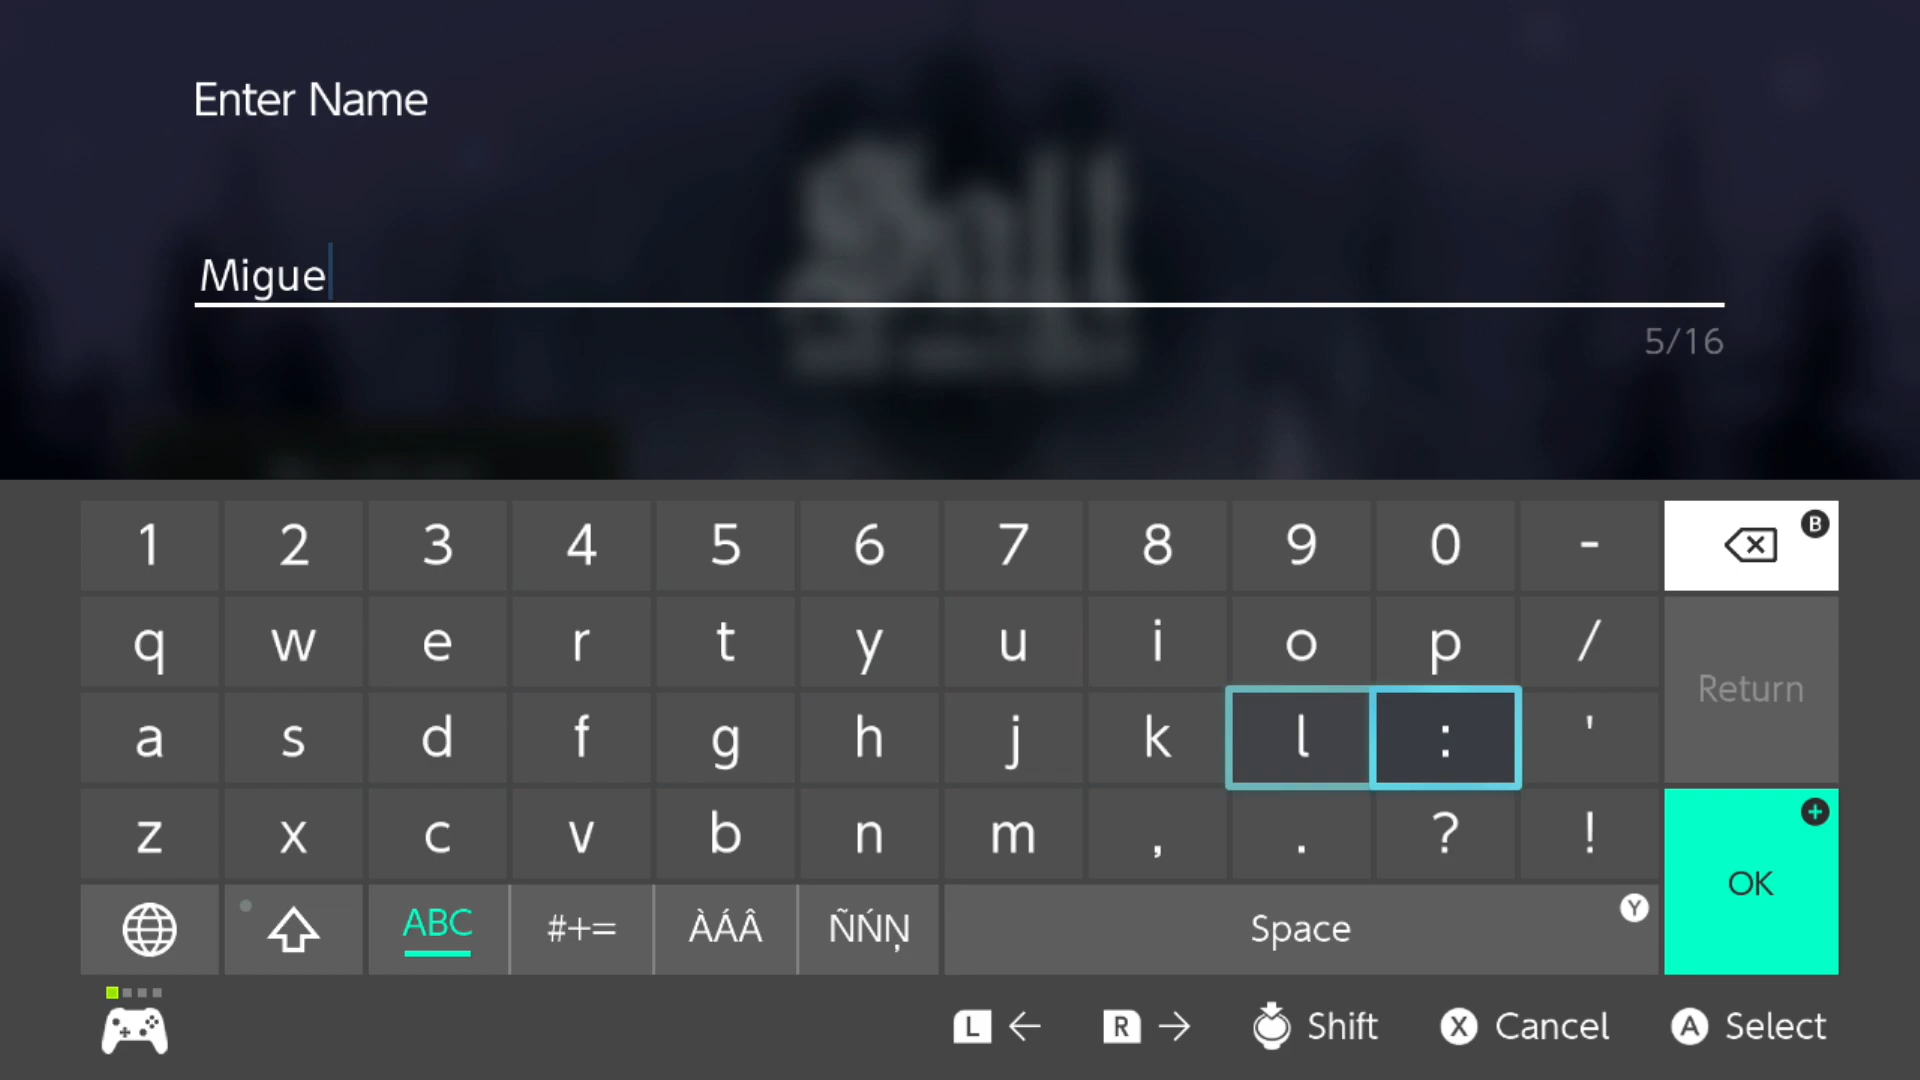 Enter Name
Migue
5/16
1 2 3 4 5 6 7 8 9 0 - B
q w e r t y u i o p /
Return
a s d f g h j k l : '
z x c v b n m , . ? ! +
OK
ABC #+= ÀÁÂ ÑŃŅ Space Y
L ← R → Shift X Cancel A Select